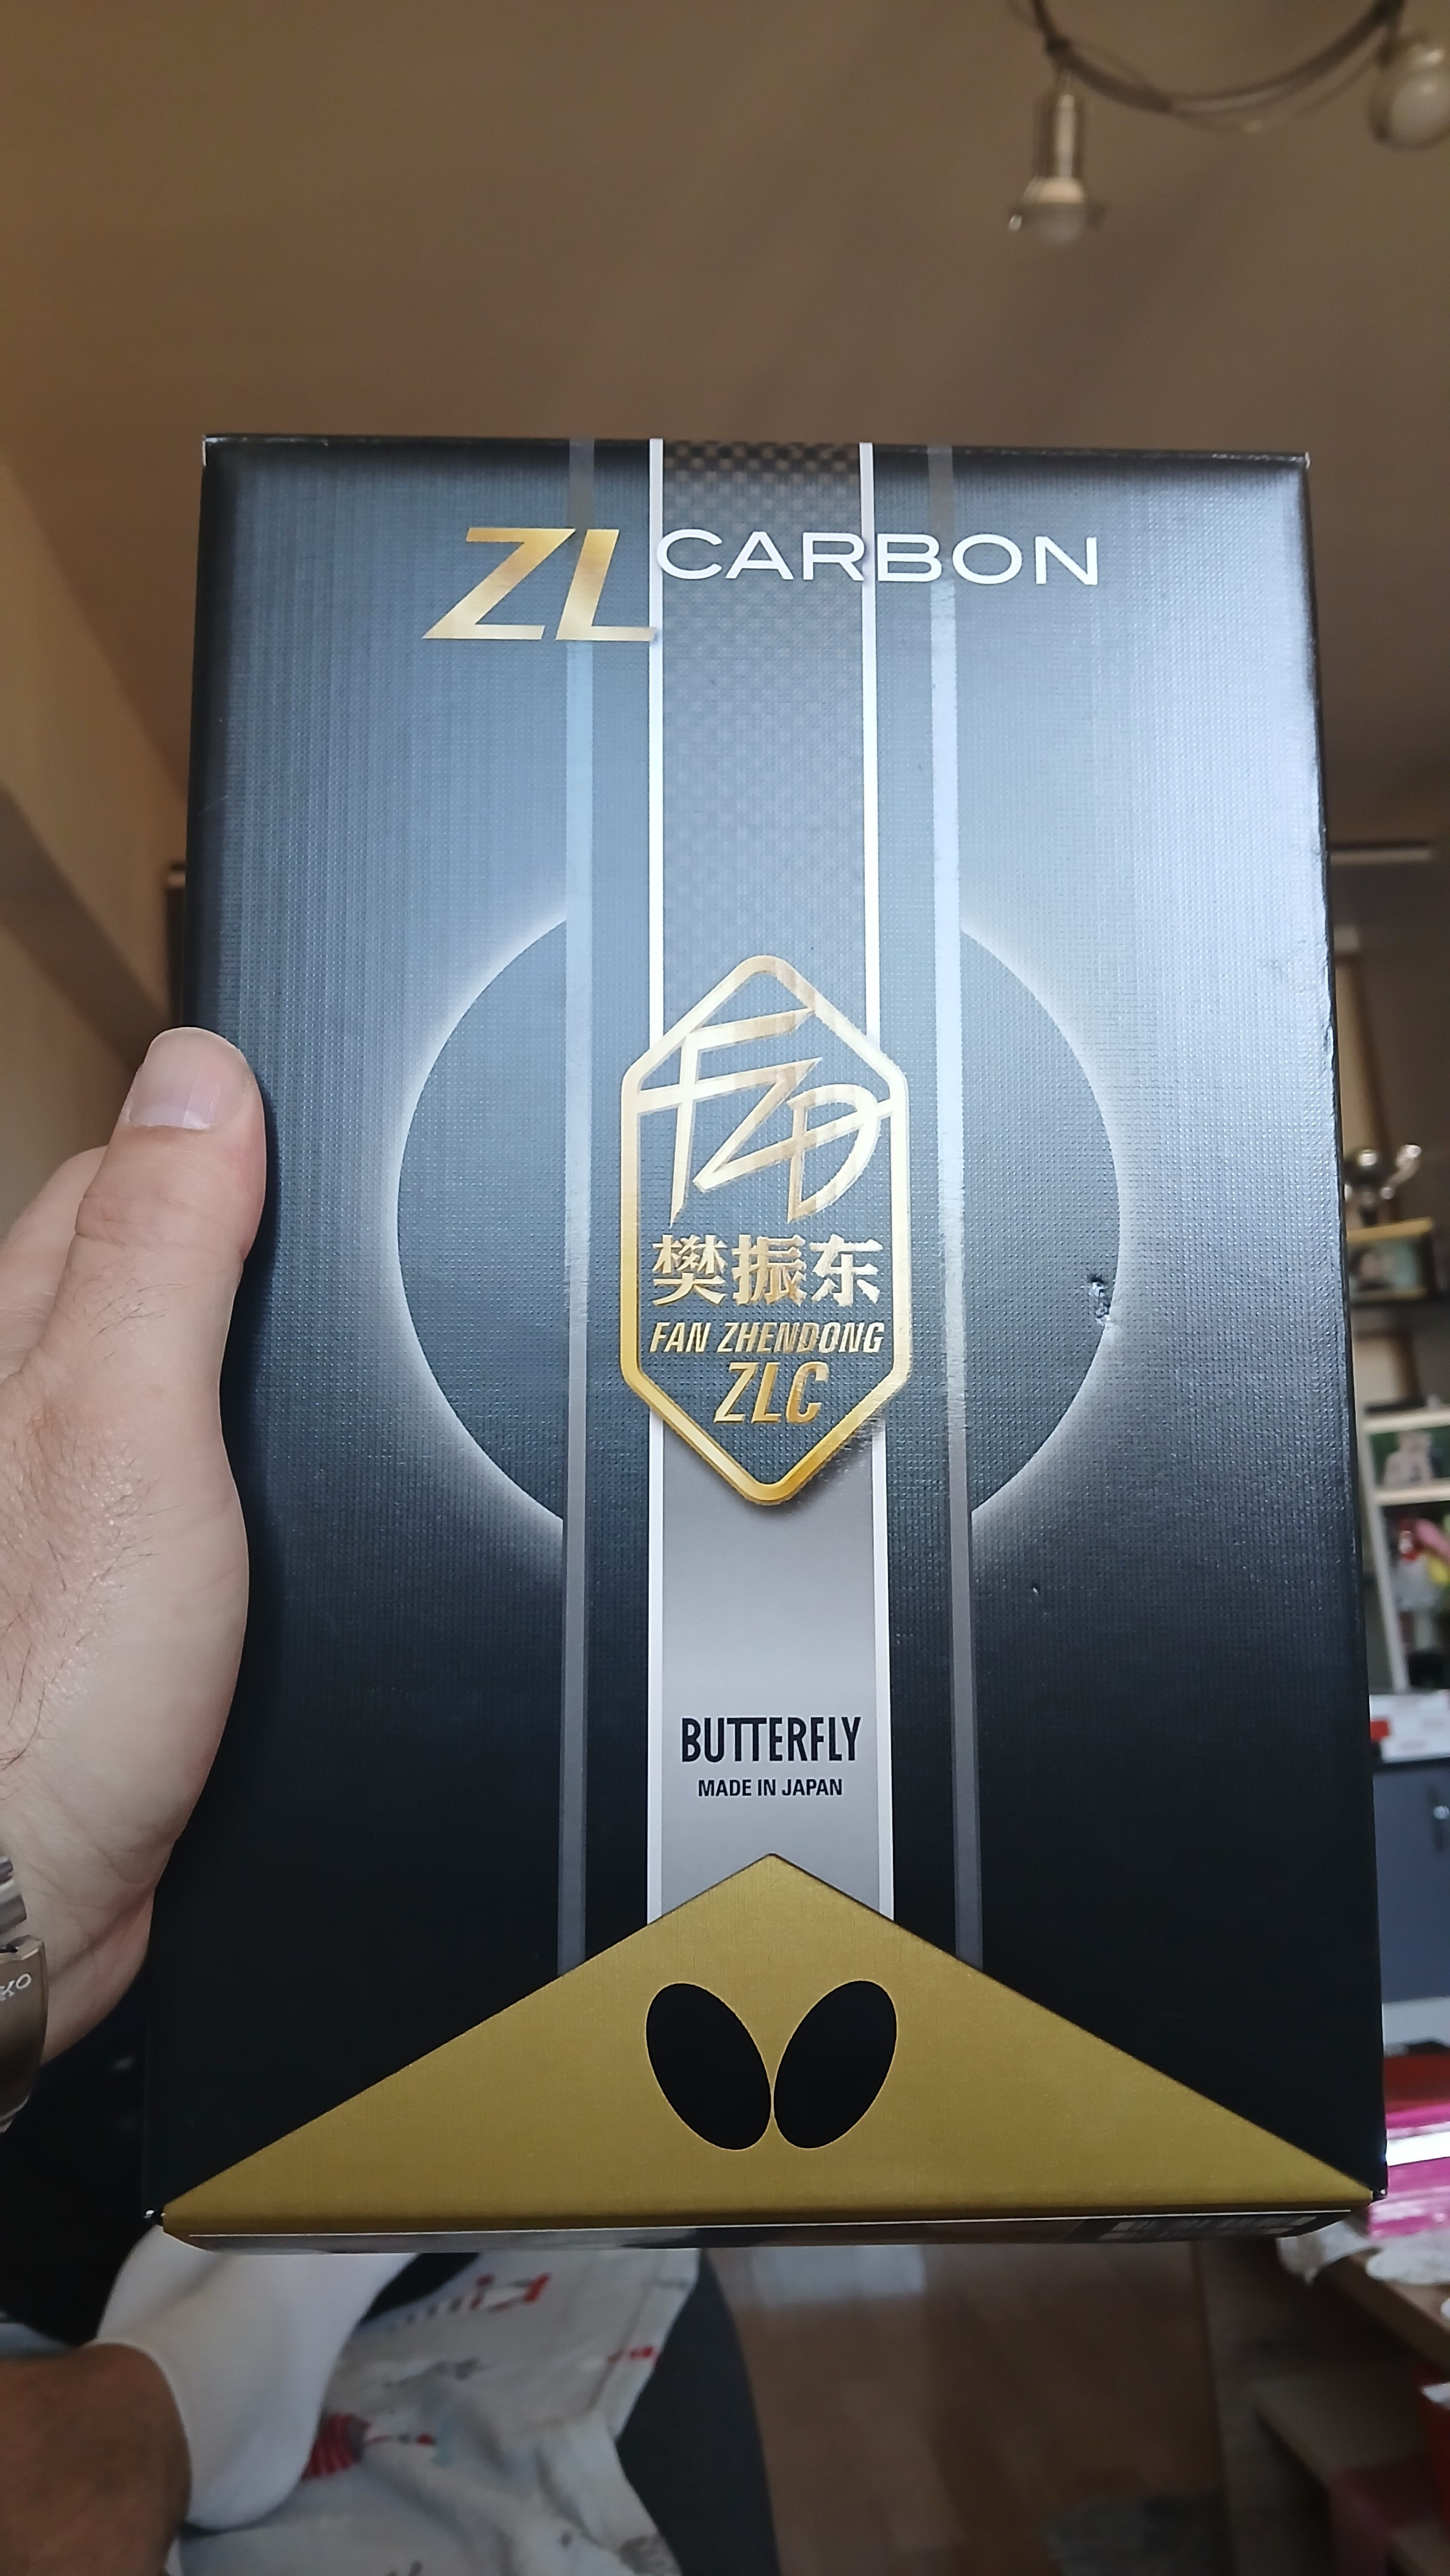 ZL CARBON
FZD
樊振东
FAN ZHENDONG
ZLC
BUTTERFLY
MADE IN JAPAN